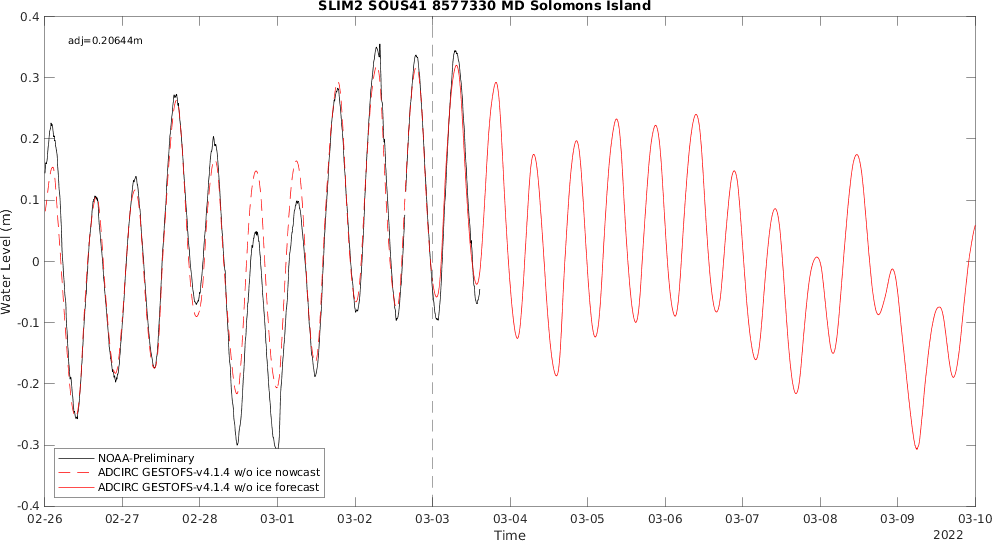 SLIM2 SOUS41 8577330 MD Solomons Island
adj=0.20644m
0.4
0.3
0.2
0.1
0
-0.1
-0.2
-0.3
-0.4
Water Level (m)
NOAA-Preliminary
ADCIRC GESTOFS-v4.1.4 w/o ice nowcast
ADCIRC GESTOFS-v4.1.4 w/o ice forecast
02-26 02-27 02-28 03-01 03-02 03-03 03-04 03-05 03-06 03-07 03-08 03-09 03-10
Time
2022